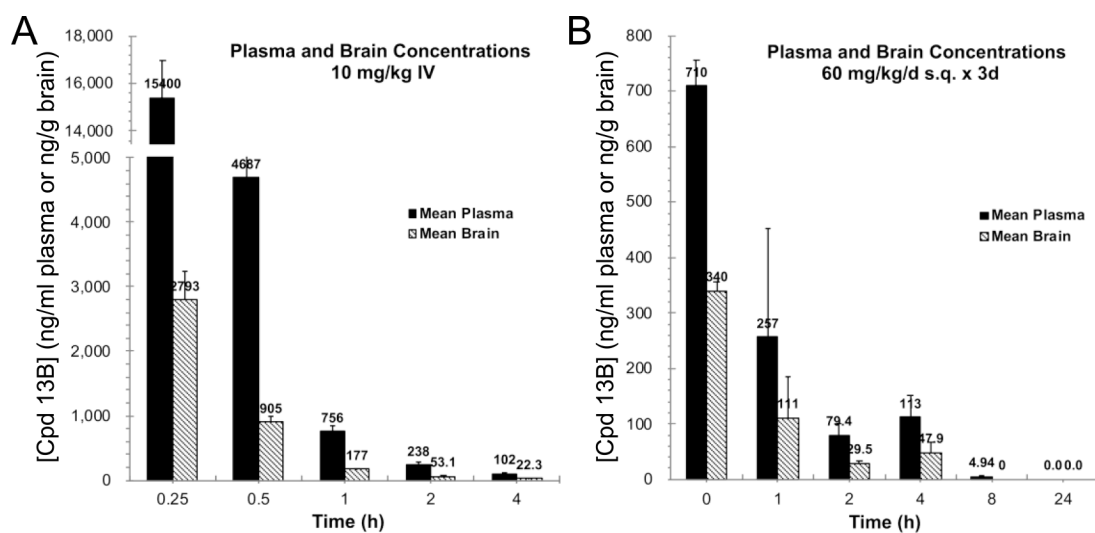 A
[Cpd 13B] (ng/ml plasma or ng/g brain)
18,000
16,000
14,000
5,000
4,000
3,000
2,000
1,000
0
Plasma and Brain Concentrations
10 mg/kg IV
15400
2793
4687
905
756
177
238
53.1
102
22.3
Mean Plasma
Mean Brain
0.25 0.5 1 2 4
Time (h)
B
[Cpd 13B] (ng/ml plasma or ng/g brain)
800
700
600
500
400
300
200
100
0
Plasma and Brain Concentrations
60 mg/kg/d s.q. x 3d
710
340
257
111
79.4
29.5
113
47.9
4.94
0
0.0
0.0
Mean Plasma
Mean Brain
0 1 2 4 8 24
Time (h)